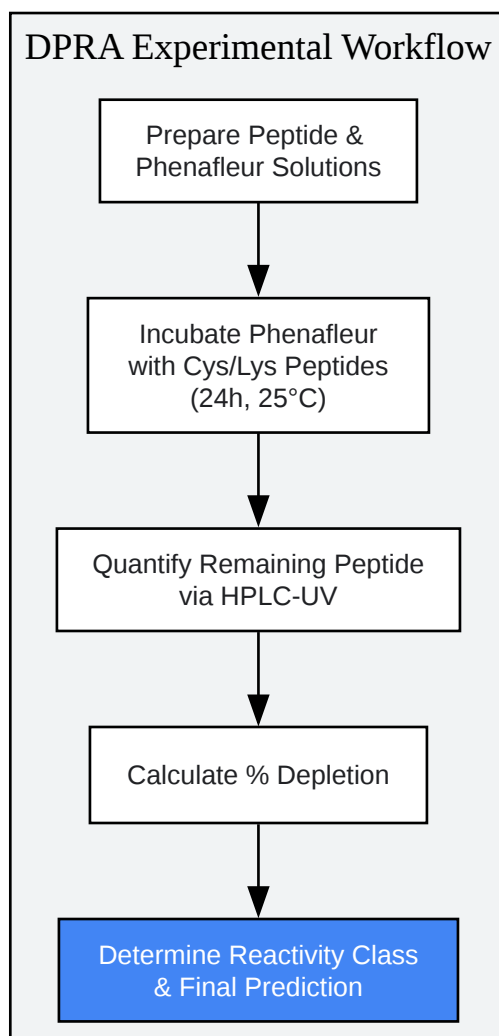 DPRA Experimental Workflow
Prepare Peptide &
Phenafleur Solutions
Incubate Phenafleur
with Cys/Lys Peptides
(24h, 25°C)
Quantify Remaining Peptide
via HPLC-UV
Calculate % Depletion
Determine Reactivity Class
& Final Prediction